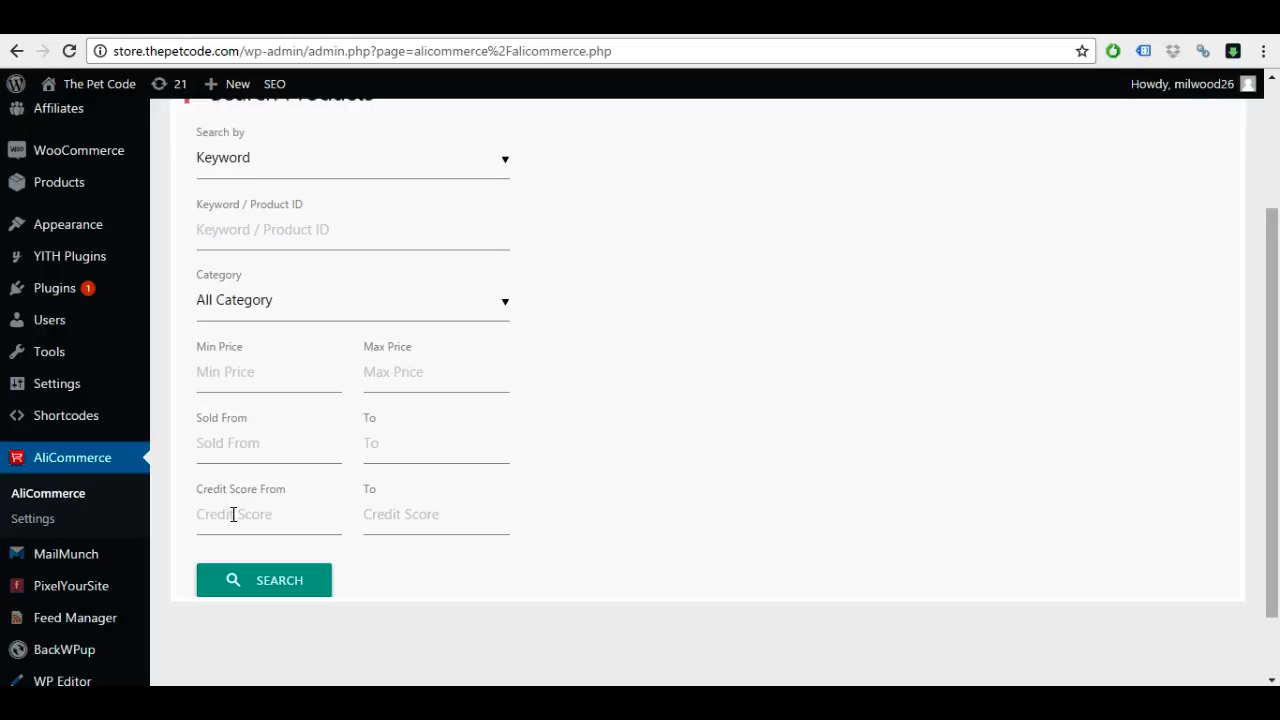 store.thepetcode.com/wp-admin/admin.php?page=alicommerce%2Falicommerce.php
The Pet Code 21 New SEO Howdy, milwood26
Affiliates
WooCommerce
Products
Appearance
YITH Plugins
Plugins 1
Users
Tools
Settings
Shortcodes
AliCommerce
AliCommerce
Settings
MailMunch
PixelYourSite
Feed Manager
BackWPup
WP Editor
Search Products
Search by
Keyword
Keyword / Product ID
Keyword / Product ID
Category
All Category
Min Price Max Price
Min Price Max Price
Sold From To
Sold From To
Credit Score From To
Credit Score Credit Score
SEARCH